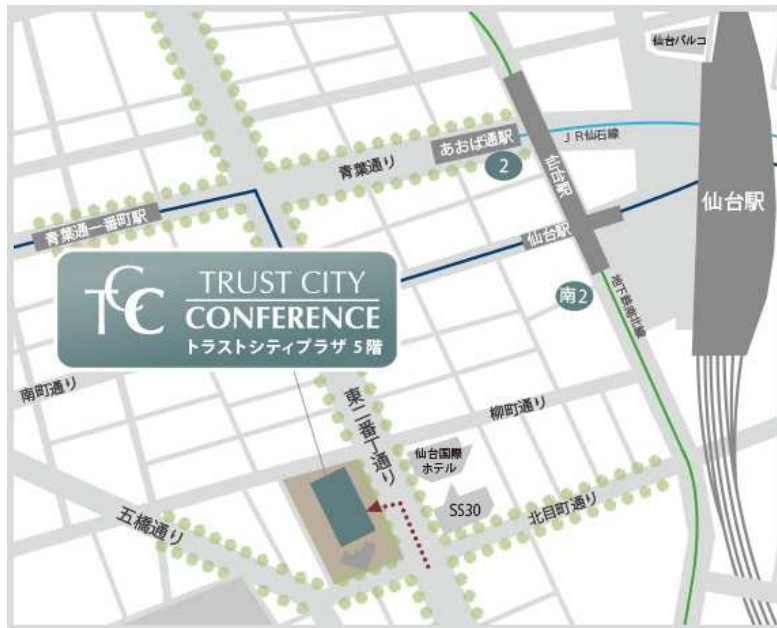 仙台パルコ
あおば通駅
JR仙石線
2
青葉通り
仙台駅
仙台駅
仙台駅
青葉通一番町駅
TCC
TRUST CITY
CONFERENCE
トラストシティプラザ 5階
南2
地下鉄南北線
南町通り
東二番丁通り
柳町通り
仙台国際
ホテル
SS30
北目町通り
五橋通り